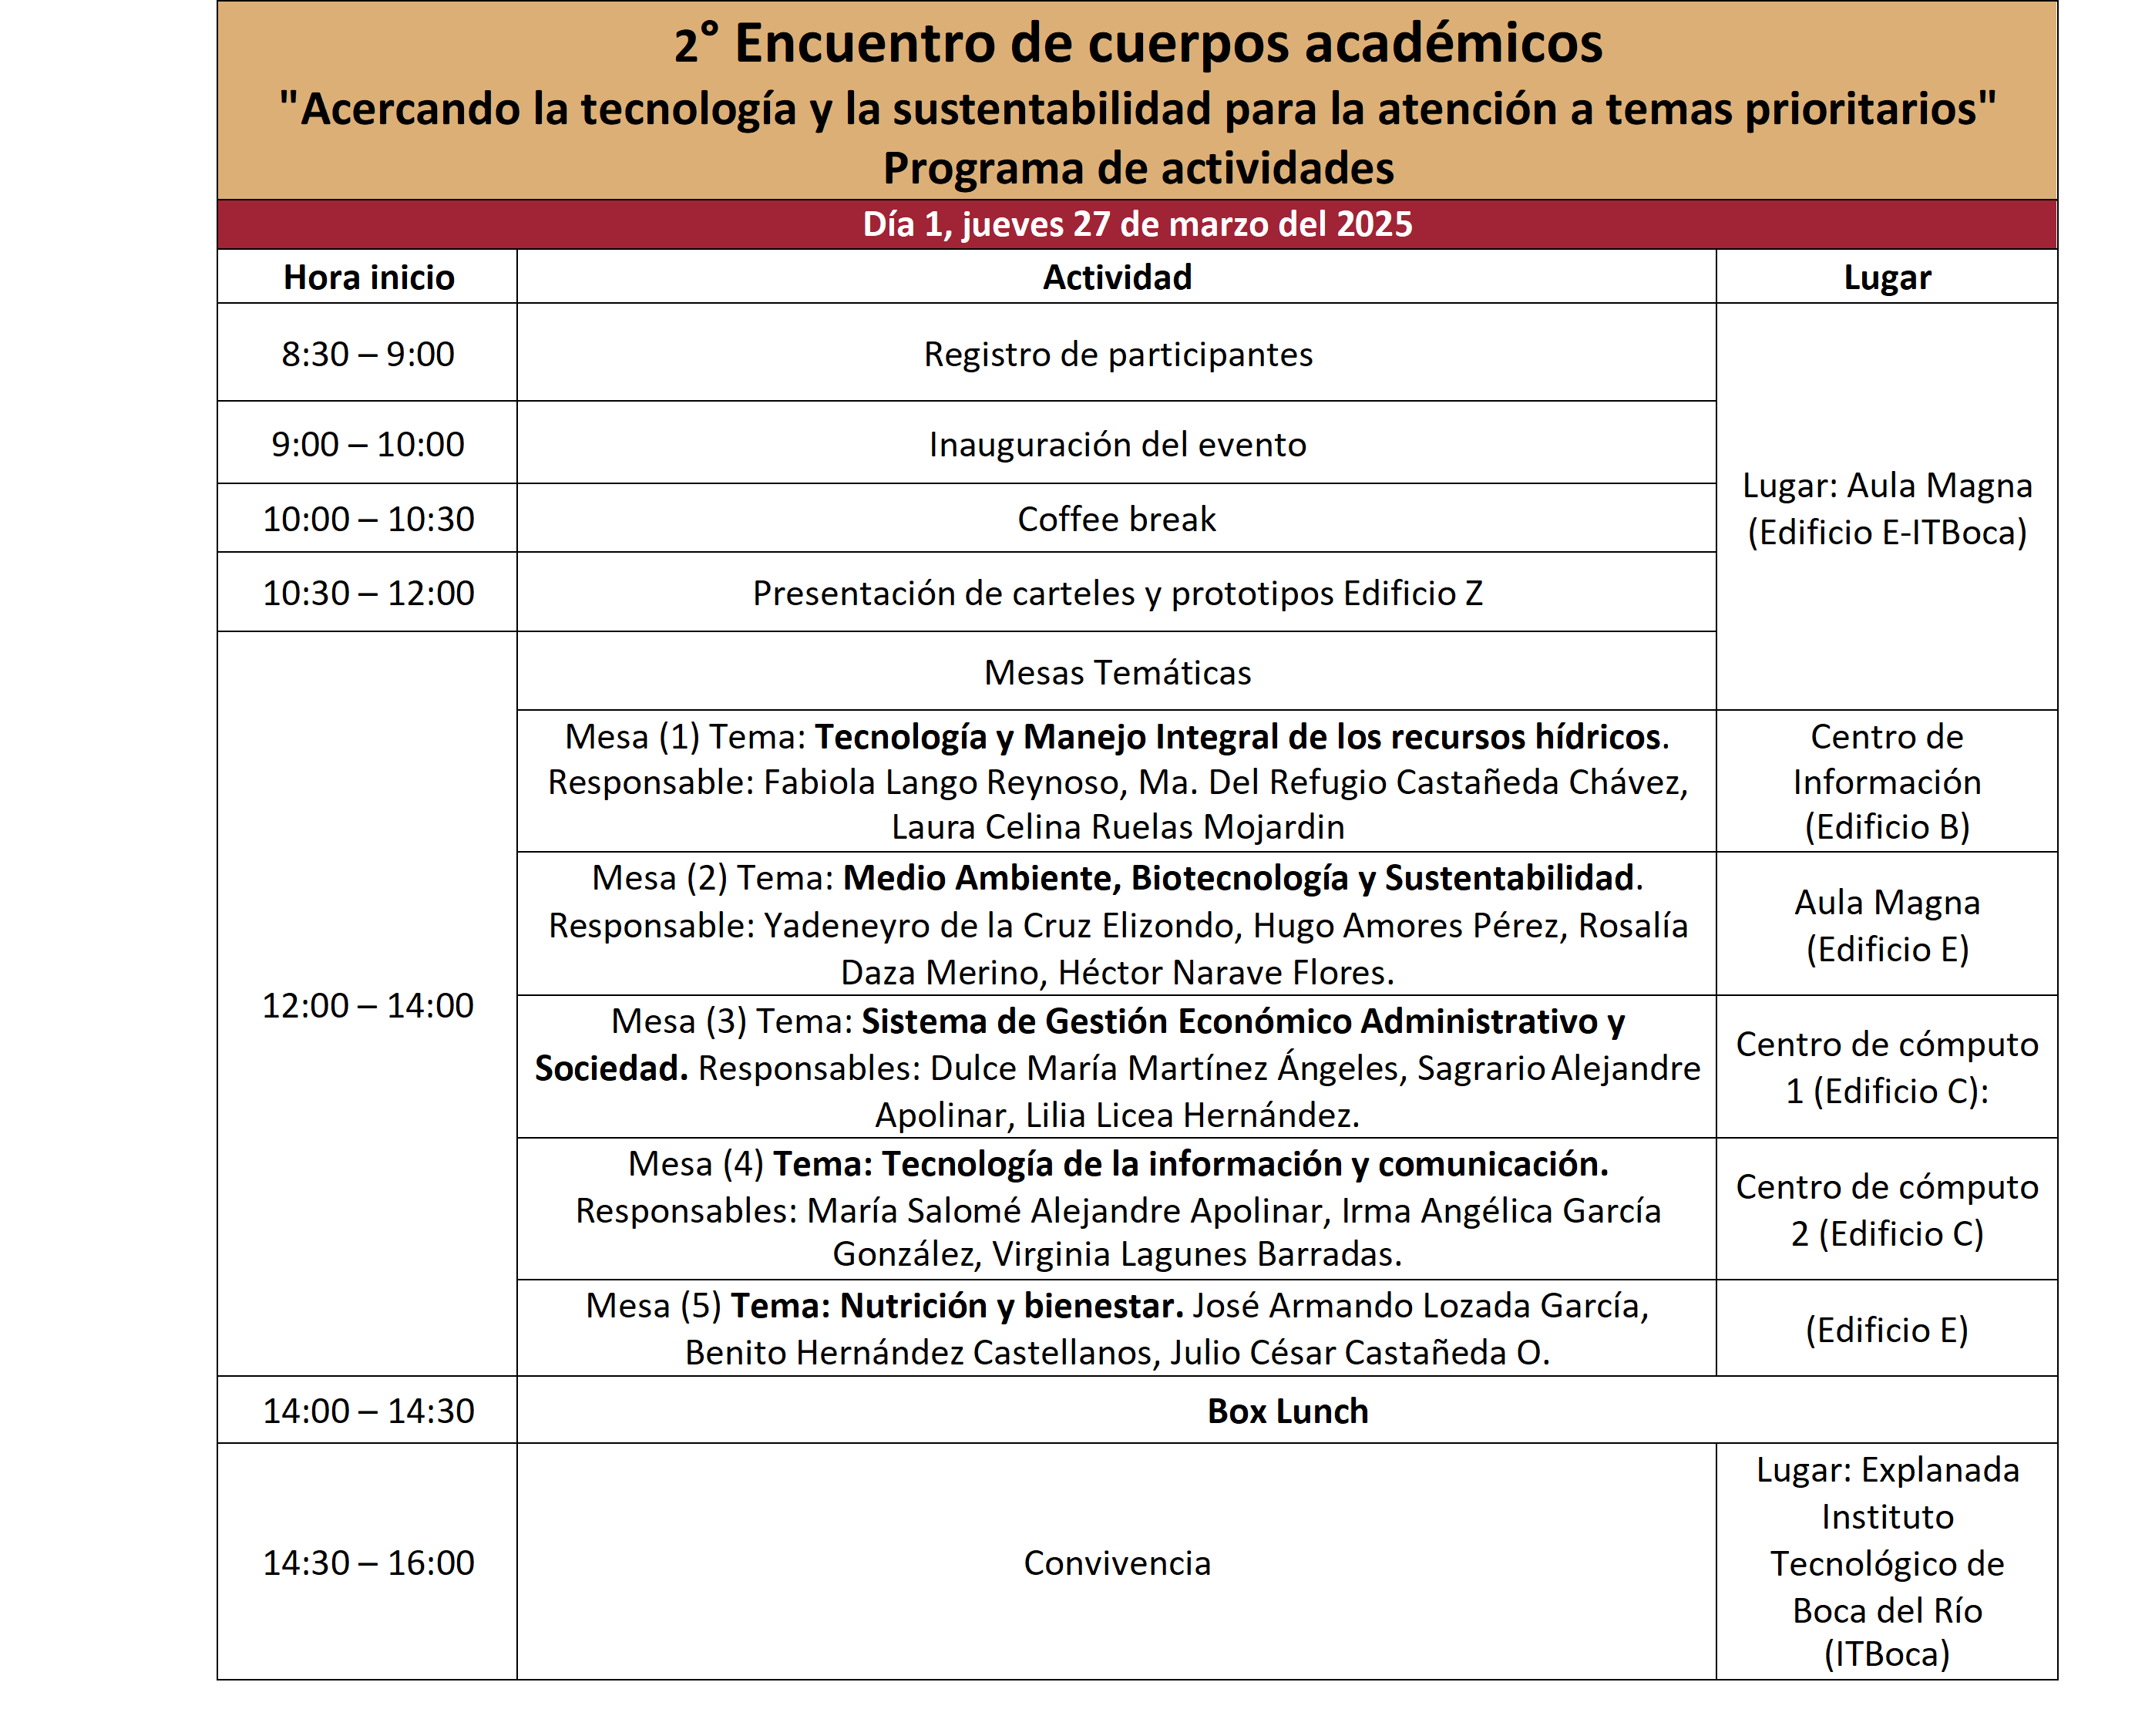 2° Encuentro de cuerpos académicos
"Acercando la tecnología y la sustentabilidad para la atención a temas prioritarios"
Programa de actividades
Día 1, jueves 27 de marzo del 2025
Hora inicio
Actividad
Lugar
8:30 – 9:00
Registro de participantes
Lugar: Aula Magna
(Edificio E-ITBoca)
9:00 – 10:00
Inauguración del evento
10:00 – 10:30
Coffee break
10:30 – 12:00
Presentación de carteles y prototipos Edificio Z
12:00 – 14:00
Mesas Temáticas
Mesa (1) Tema: Tecnología y Manejo Integral de los recursos hídricos.
Responsable: Fabiola Lango Reynoso, Ma. Del Refugio Castañeda Chávez,
Laura Celina Ruelas Mojardin
Centro de
Información
(Edificio B)
Mesa (2) Tema: Medio Ambiente, Biotecnología y Sustentabilidad.
Responsable: Yadeneyro de la Cruz Elizondo, Hugo Amores Pérez, Rosalía
Daza Merino, Héctor Narave Flores.
Aula Magna
(Edificio E)
Mesa (3) Tema: Sistema de Gestión Económico Administrativo y
Sociedad. Responsables: Dulce María Martínez Ángeles, Sagrario Alejandre
Apolinar, Lilia Licea Hernández.
Centro de cómputo
1 (Edificio C):
Mesa (4) Tema: Tecnología de la información y comunicación.
Responsables: María Salomé Alejandre Apolinar, Irma Angélica García
González, Virginia Lagunes Barradas.
Centro de cómputo
2 (Edificio C)
Mesa (5) Tema: Nutrición y bienestar. José Armando Lozada García,
Benito Hernández Castellanos, Julio César Castañeda O.
(Edificio E)
14:00 – 14:30
Box Lunch
14:30 – 16:00
Convivencia
Lugar: Explanada
Instituto
Tecnológico de
Boca del Río
(ITBoca)